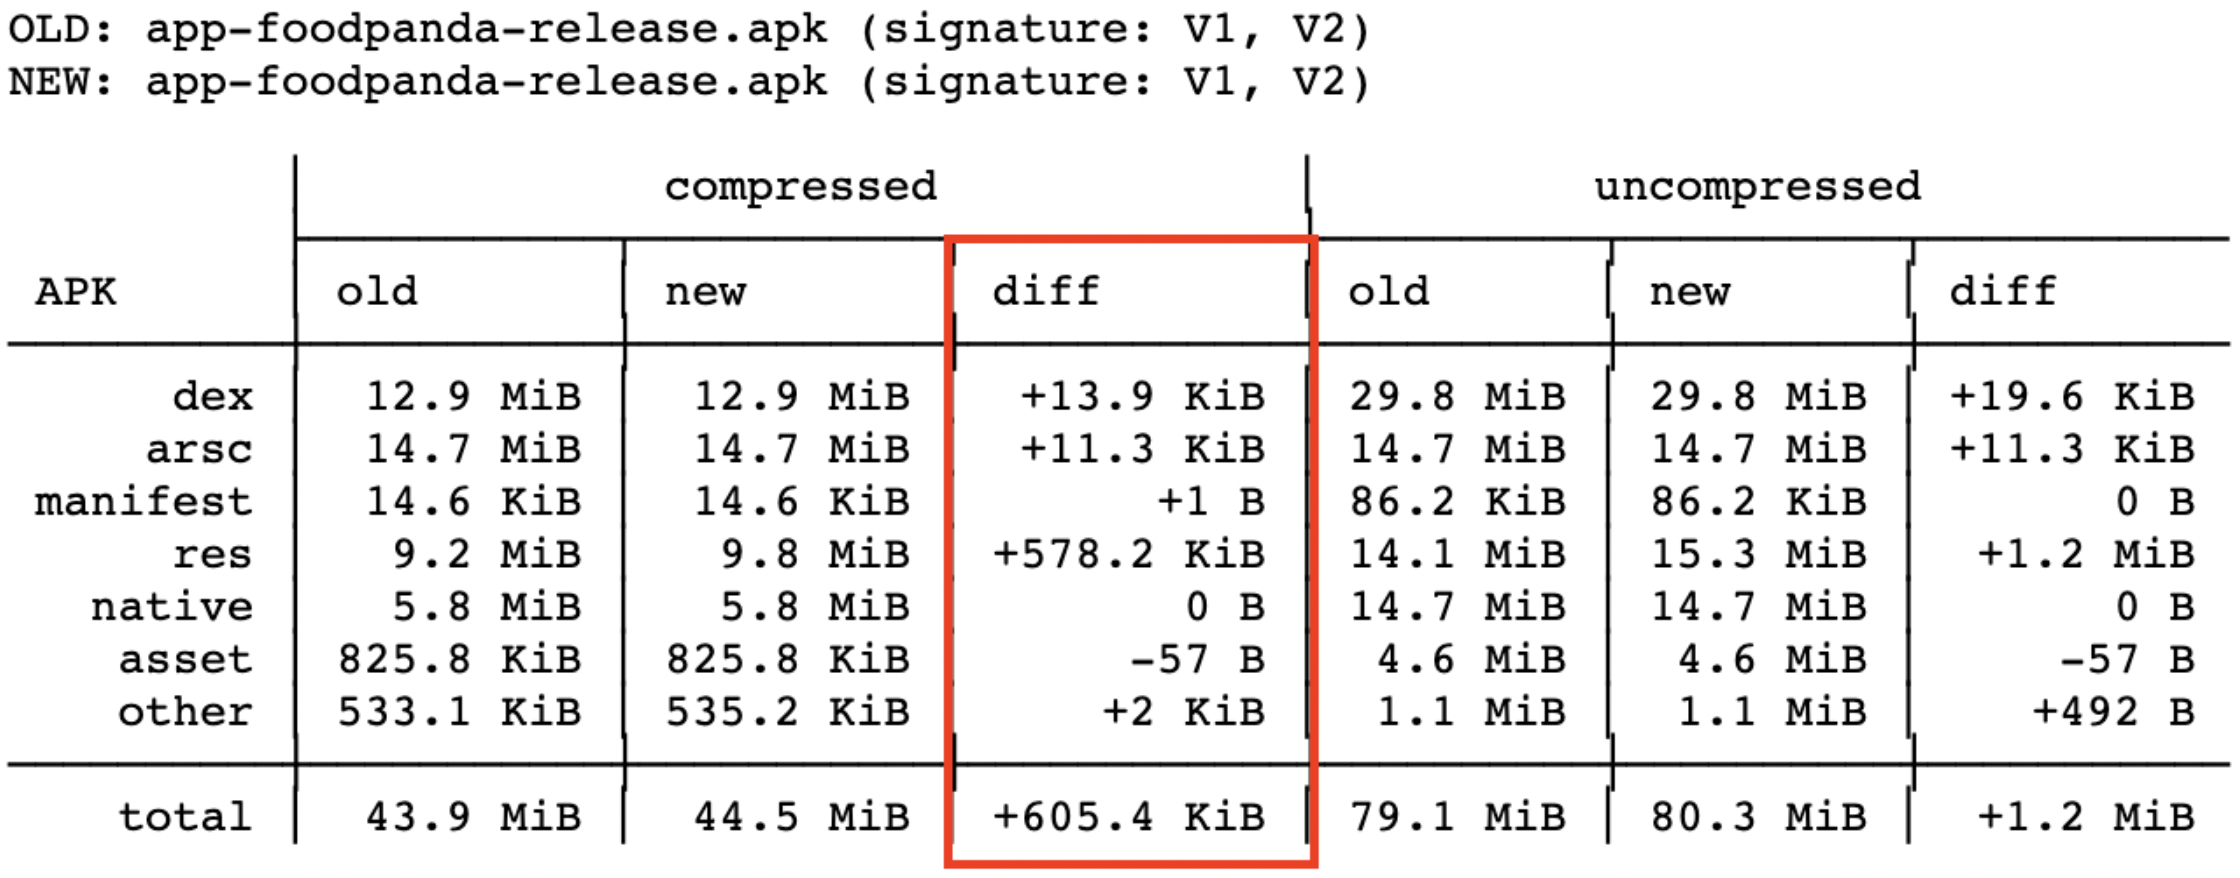 OLD: app-foodpanda-release.apk (signature: V1, V2)
NEW: app-foodpanda-release.apk (signature: V1, V2)
compressed uncompressed
APK old new diff old new diff
dex 12.9 MiB 12.9 MiB +13.9 KiB 29.8 MiB 29.8 MiB +19.6 KiB
arsc 14.7 MiB 14.7 MiB +11.3 KiB 14.7 MiB 14.7 MiB +11.3 KiB
manifest 14.6 KiB 14.6 KiB +1 B 86.2 KiB 86.2 KiB 0 B
res 9.2 MiB 9.8 MiB +578.2 KiB 14.1 MiB 15.3 MiB +1.2 MiB
native 5.8 MiB 5.8 MiB 0 B 14.7 MiB 14.7 MiB 0 B
asset 825.8 KiB 825.8 KiB -57 B 4.6 MiB 4.6 MiB -57 B
other 533.1 KiB 535.2 KiB +2 KiB 1.1 MiB 1.1 MiB +492 B
total 43.9 MiB 44.5 MiB +605.4 KiB 79.1 MiB 80.3 MiB +1.2 MiB